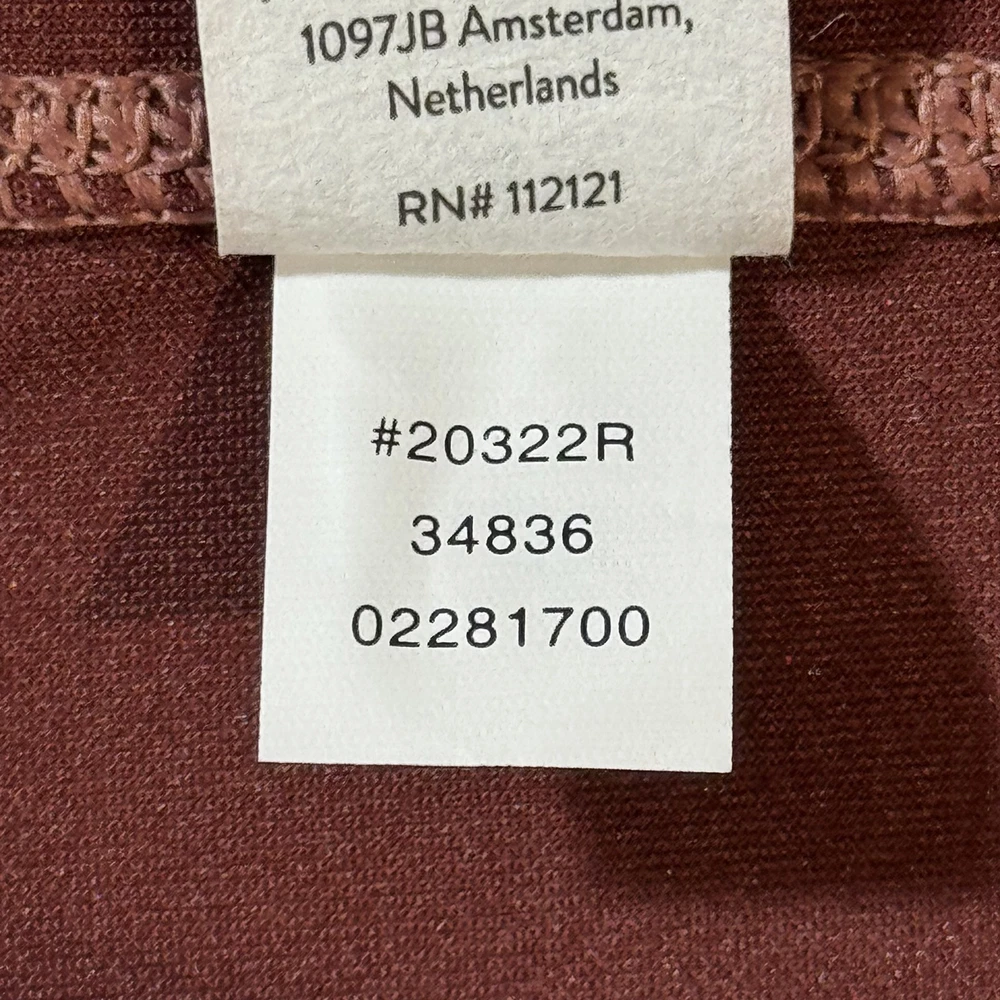 1097JB Amsterdam,
Netherlands
RN# 112121
#20322R
34836
02281700